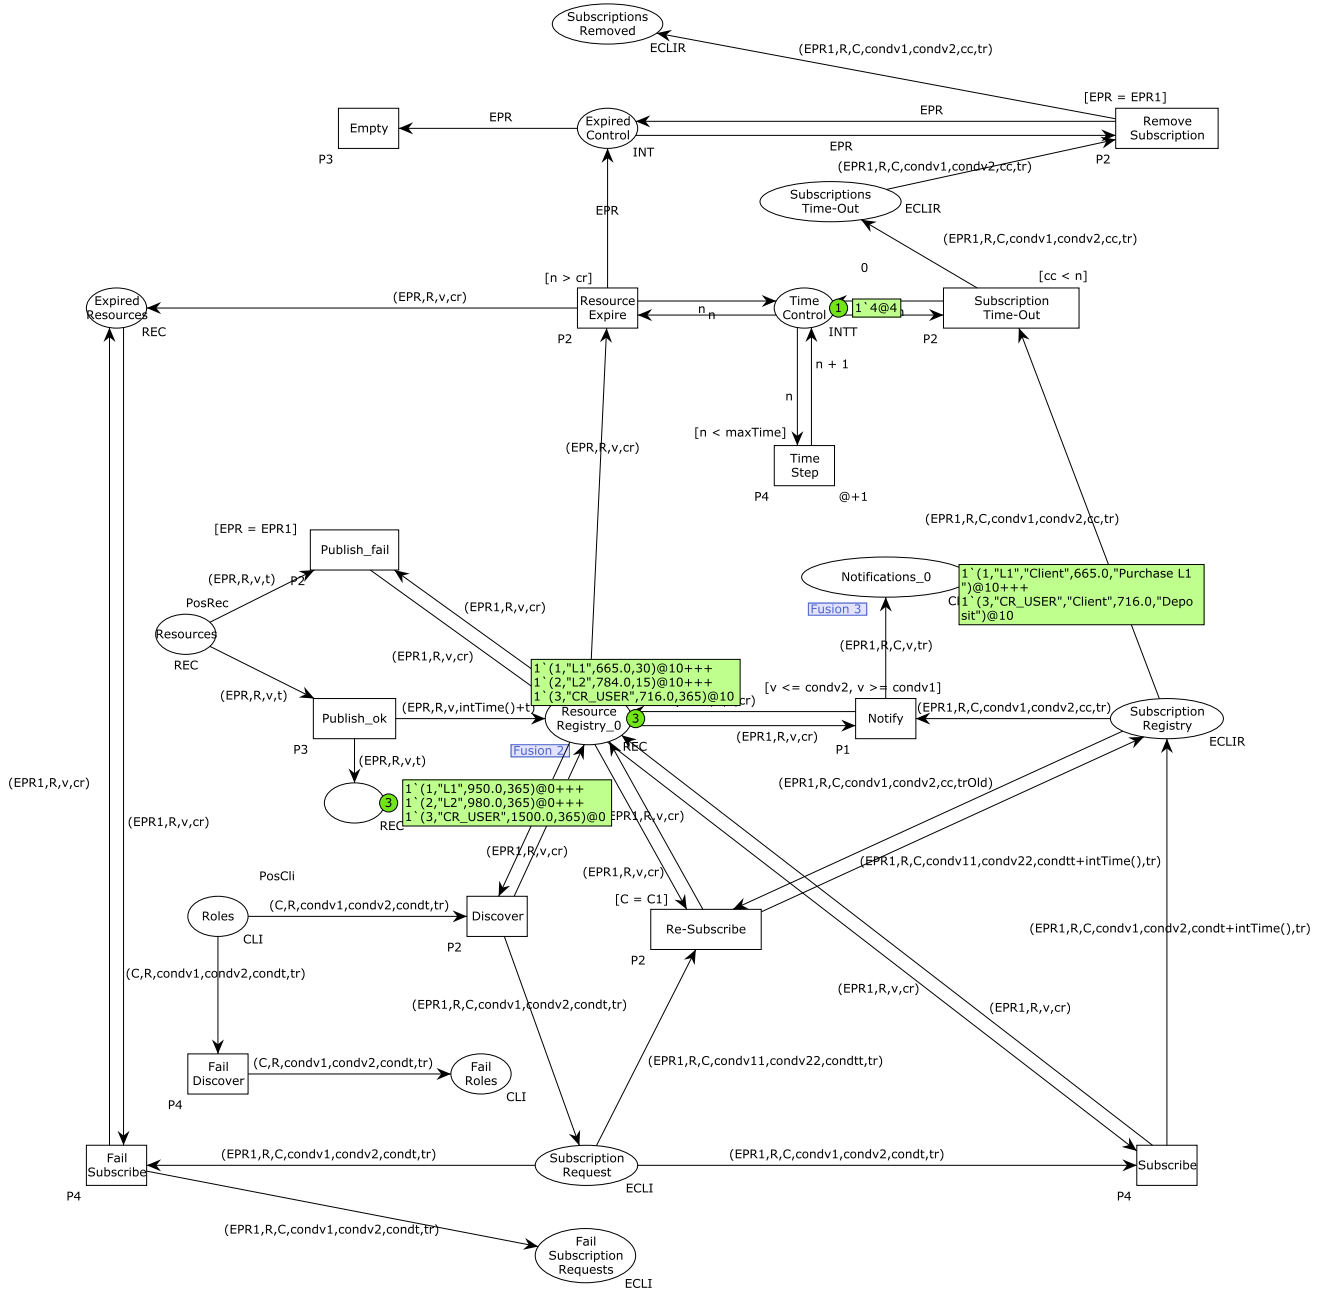 Subscriptions
Removed
ECLIR
(EPR1,R,C,condv1,condv2,cc,tr)
[EPR = EPR1]
Empty
P3
EPR
Expired
Control
INT
EPR
EPR
Remove
Subscription
P2
(EPR1,R,C,condv1,condv2,cc,tr)
Subscriptions
Time-Out
ECLIR
EPR
(EPR1,R,C,condv1,condv2,cc,tr)
0
[n > cr]
[cc < n]
Expired
Resources
REC
(EPR,R,v,cr)
Resource
Expire
P2
n
n
Time
Control
INTT
1
1`4@4
Subscription
Time-Out
P2
n + 1
n
[n < maxTime]
Time
Step
P4
@+1
(EPR,R,v,cr)
(EPR1,R,C,condv1,condv2,cc,tr)
[EPR = EPR1]
Publish_fail
P2
(EPR,R,v,t)
PosRec
Resources
REC
(EPR1,R,v,cr)
(EPR1,R,v,cr)
Notifications_0
Fusion 3
1`(1,"L1","Client",665.0,"Purchase L1
")@10+++
1`(3,"CR_USER","Client",716.0,"Depo
sit")@10
(EPR1,R,C,v,tr)
(EPR,R,v,t)
1`(1,"L1",665.0,30)@10+++
1`(2,"L2",784.0,15)@10+++
1`(3,"CR_USER",716.0,365)@10
[v <= condv2, v >= condv1]
Publish_ok
P3
(EPR,R,v,intTime()+t)
Resource
Registry_0
3
REC
Fusion 2
(EPR1,R,v,cr)
Notify
P1
(EPR1,R,C,condv1,condv2,cc,tr)
Subscription
Registry
ECLIR
(EPR,R,v,t)
3
REC
1`(1,"L1",950.0,365)@0+++
1`(2,"L2",980.0,365)@0+++
1`(3,"CR_USER",1500.0,365)@0
(EPR1,R,C,condv1,condv2,cc,trOld)
(EPR1,R,v,cr)
(EPR1,R,v,cr)
(EPR1,R,v,cr)
(EPR1,R,v,cr)
(EPR1,R,v,cr)
(EPR1,R,C,condv11,condv22,condtt+intTime(),tr)
PosCli
Roles
CLI
(C,R,condv1,condv2,condt,tr)
Discover
P2
[C = C1]
Re-Subscribe
P2
(EPR1,R,C,condv1,condv2,condt+intTime(),tr)
(C,R,condv1,condv2,condt,tr)
(EPR1,R,v,cr)
(EPR1,R,v,cr)
(EPR1,R,C,condv1,condv2,condt,tr)
Fail
Discover
P4
(C,R,condv1,condv2,condt,tr)
Fail
Roles
CLI
(EPR1,R,C,condv11,condv22,condtt,tr)
Fail
Subscribe
P4
(EPR1,R,C,condv1,condv2,condt,tr)
Subscription
Request
ECLI
(EPR1,R,C,condv1,condv2,condt,tr)
Subscribe
P4
(EPR1,R,C,condv1,condv2,condt,tr)
Fail
Subscription
Requests
ECLI